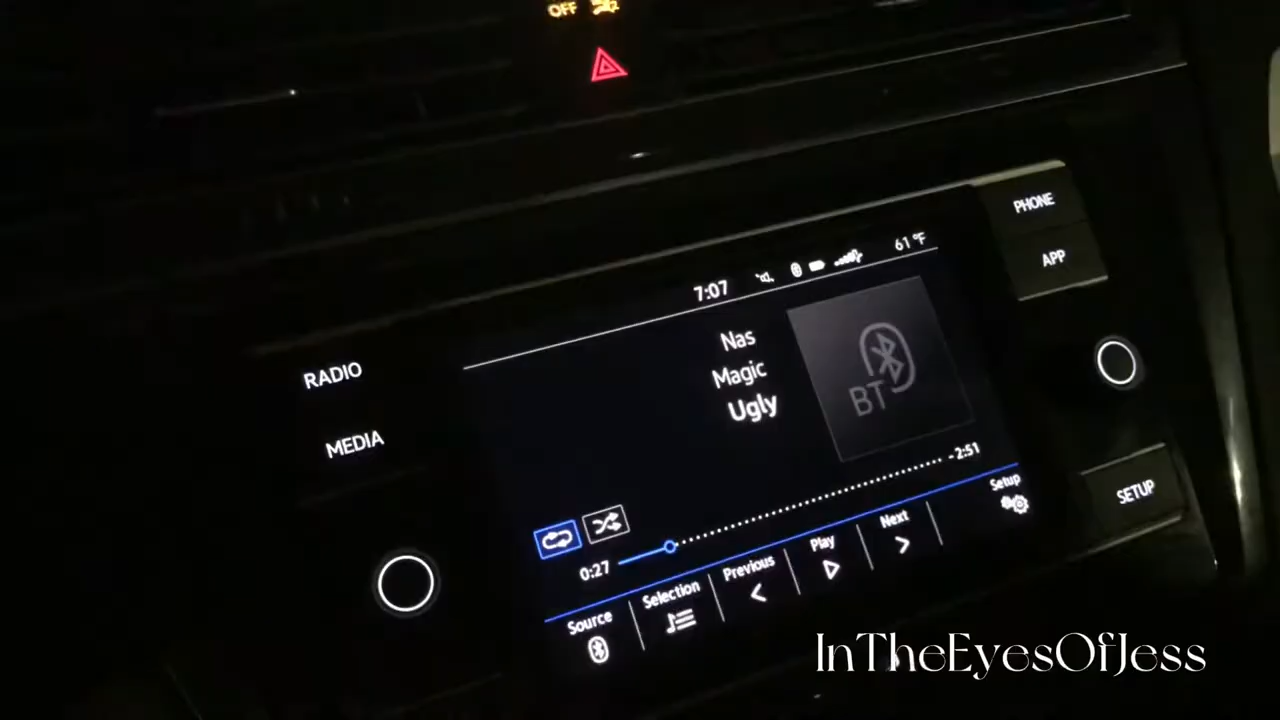 OFF
PHONE
APP
7:07
61 °F
Nas
Magic
Ugly
BT
RADIO
MEDIA
0:27
-2:51
Source
Selection
Previous
Play
Next
Setup
SETUP
InTheEyesOfJess